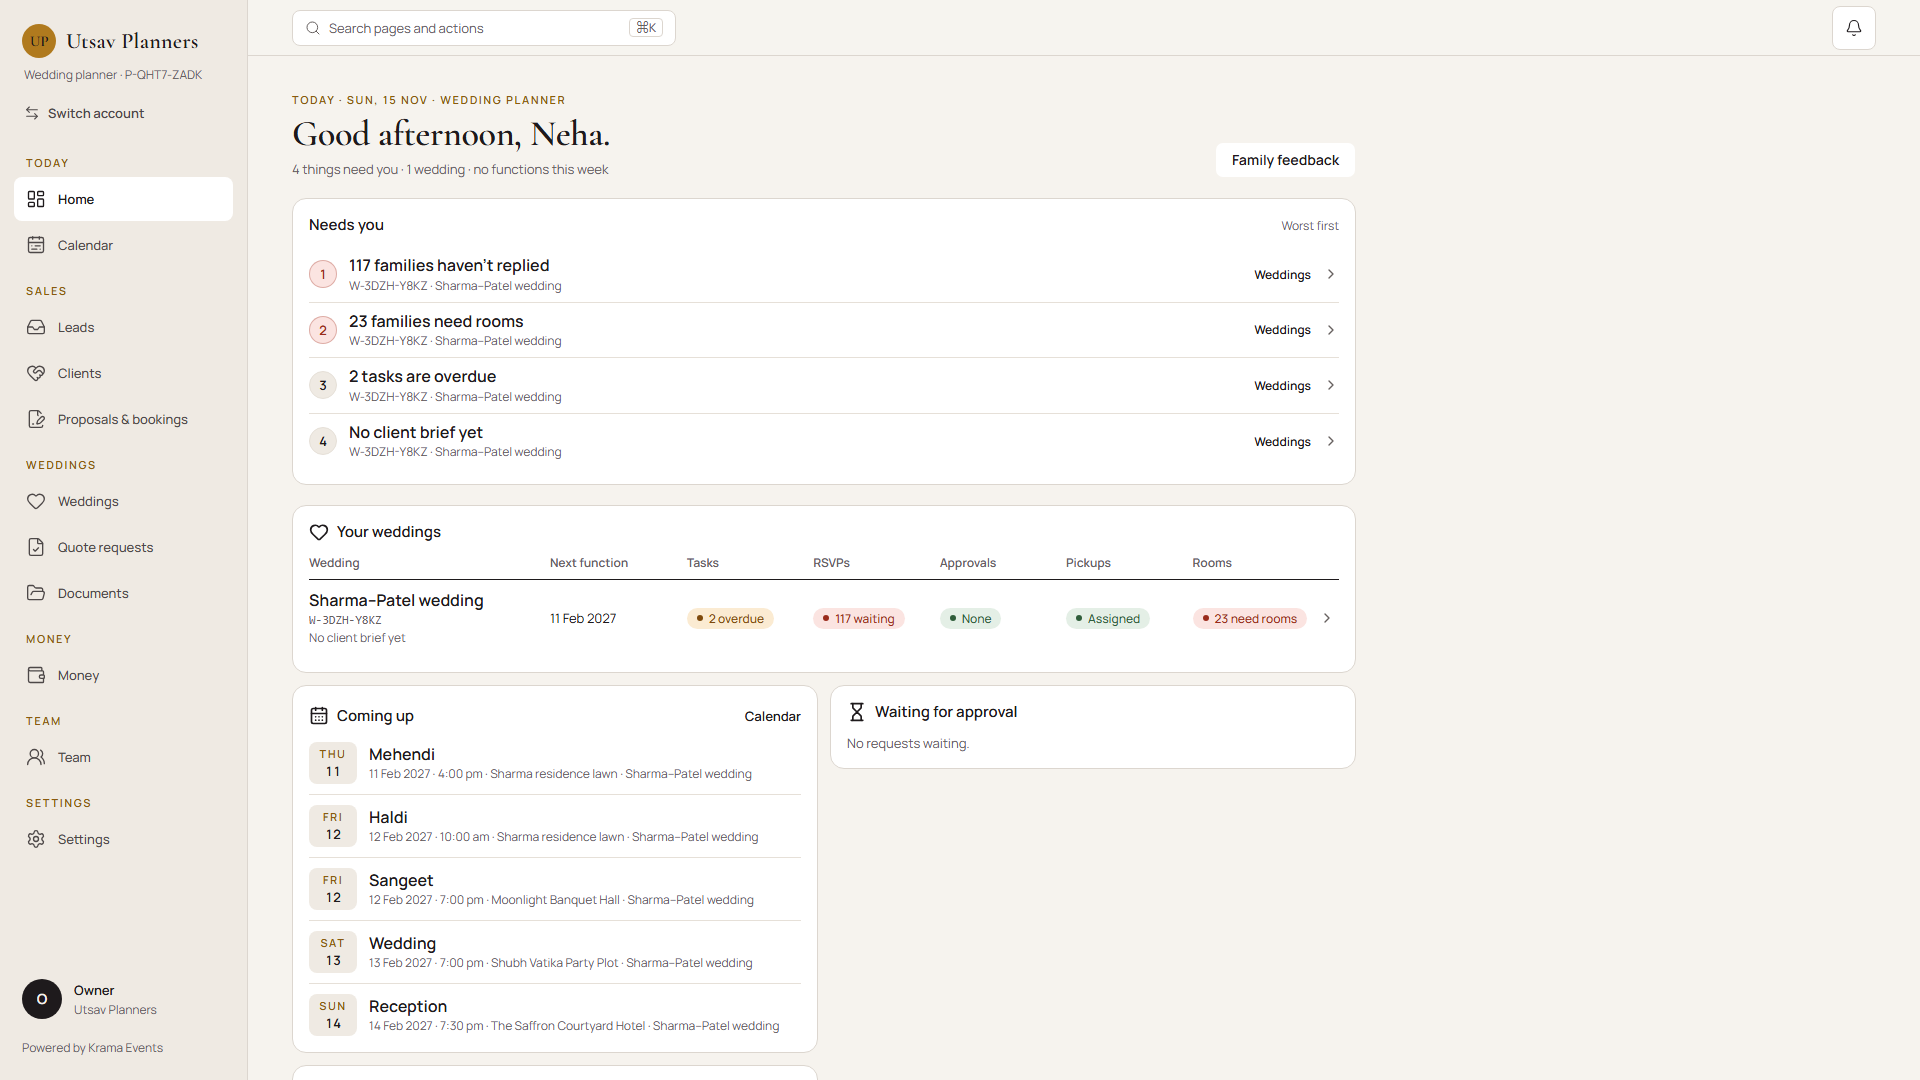 UP Utsav Planners
Wedding planner · P-QHT7-ZADK
Switch account
TODAY
Home
Calendar
SALES
Leads
Clients
Proposals & bookings
WEDDINGS
Weddings
Quote requests
Documents
MONEY
Money
TEAM
Team
SETTINGS
Settings
O
Owner
Utsav Planners
Powered by Krama Events
Search pages and actions ⌘K
TODAY · SUN, 15 NOV · WEDDING PLANNER
Good afternoon, Neha.
4 things need you · 1 wedding · no functions this week
Family feedback
Needs you Worst first
1 117 families haven't replied
W-3DZH-Y8KZ · Sharma–Patel wedding
Weddings
2 23 families need rooms
W-3DZH-Y8KZ · Sharma–Patel wedding
Weddings
3 2 tasks are overdue
W-3DZH-Y8KZ · Sharma–Patel wedding
Weddings
4 No client brief yet
W-3DZH-Y8KZ · Sharma–Patel wedding
Weddings
Your weddings
Wedding Next function Tasks RSVPs Approvals Pickups Rooms
Sharma–Patel wedding
W-3DZH-Y8KZ
No client brief yet
11 Feb 2027 2 overdue 117 waiting None Assigned 23 need rooms
Coming up Calendar
THU 11
Mehendi
11 Feb 2027 · 4:00 pm · Sharma residence lawn · Sharma–Patel wedding
FRI 12
Haldi
12 Feb 2027 · 10:00 am · Sharma residence lawn · Sharma–Patel wedding
FRI 12
Sangeet
12 Feb 2027 · 7:00 pm · Moonlight Banquet Hall · Sharma–Patel wedding
SAT 13
Wedding
13 Feb 2027 · 7:00 pm · Shubh Vatika Party Plot · Sharma–Patel wedding
SUN 14
Reception
14 Feb 2027 · 7:30 pm · The Saffron Courtyard Hotel · Sharma–Patel wedding
Waiting for approval
No requests waiting.